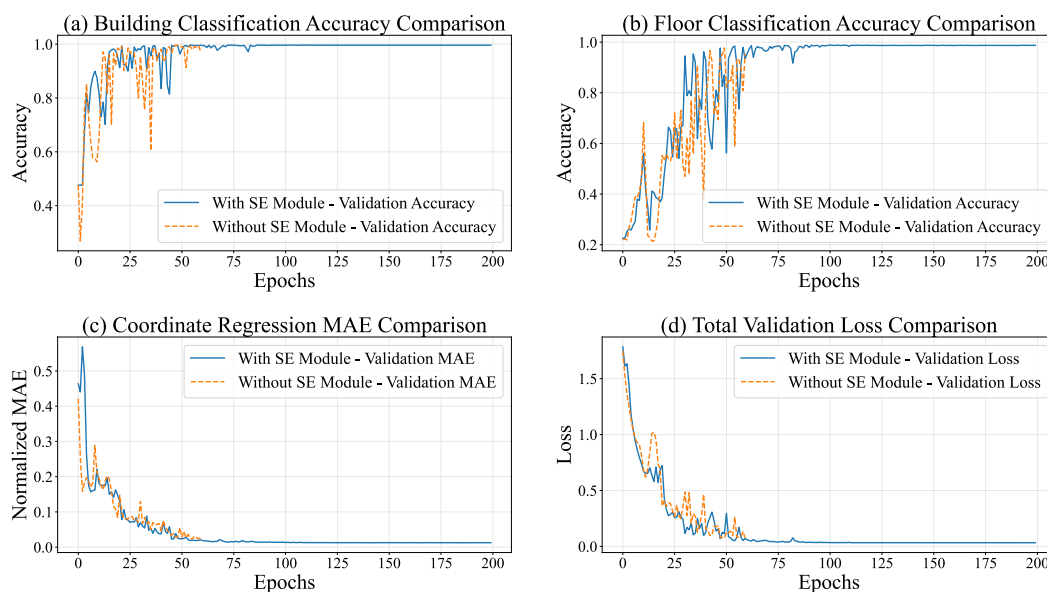 (a) Building Classification Accuracy Comparison
Accuracy
1.0
0.8
0.6
0.4
With SE Module - Validation Accuracy
Without SE Module - Validation Accuracy
0 25 50 75 100 125 150 175 200
Epochs
(b) Floor Classification Accuracy Comparison
Accuracy
1.0
0.8
0.6
0.4
0.2
With SE Module - Validation Accuracy
Without SE Module - Validation Accuracy
0 25 50 75 100 125 150 175 200
Epochs
(c) Coordinate Regression MAE Comparison
Normalized MAE
With SE Module - Validation MAE
Without SE Module - Validation MAE
0.5
0.4
0.3
0.2
0.1
0.0
0 25 50 75 100 125 150 175 200
Epochs
(d) Total Validation Loss Comparison
Loss
With SE Module - Validation Loss
Without SE Module - Validation Loss
1.5
1.0
0.5
0.0
0 25 50 75 100 125 150 175 200
Epochs